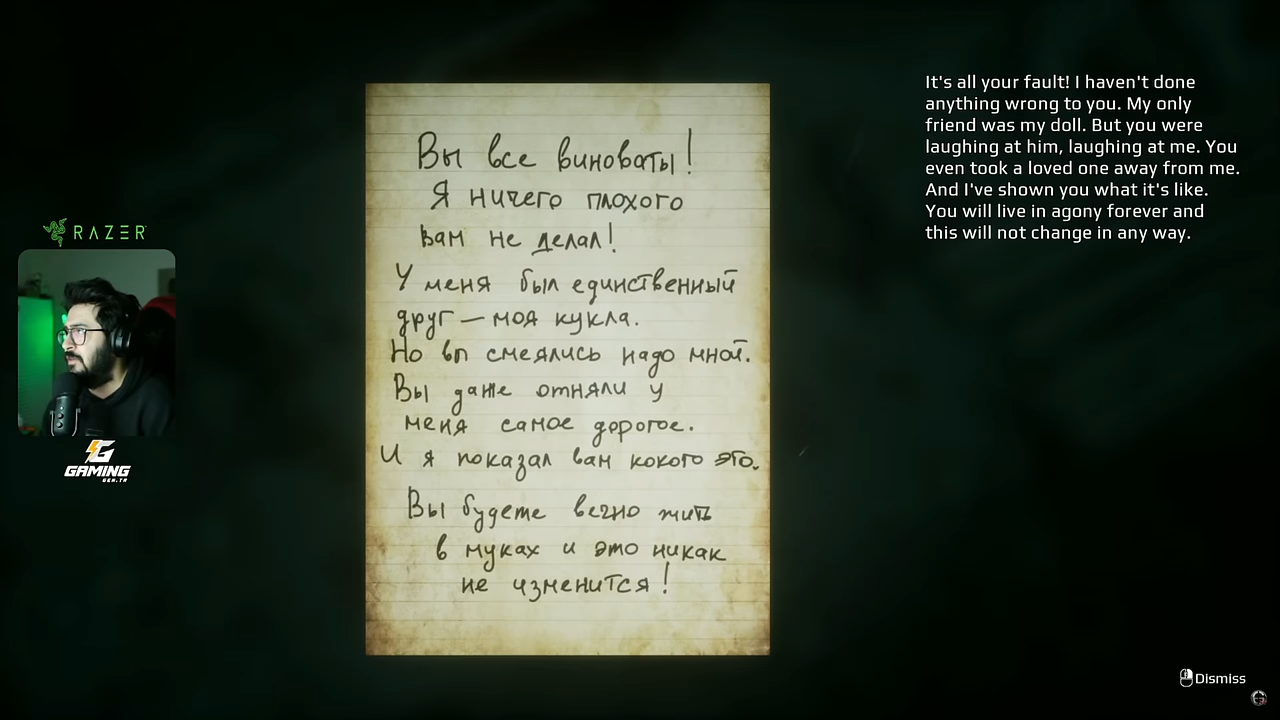 Вы все виноваты!
Я ничего плохого
вам не делал!
У меня был единственный
друг — моя кукла.
Но вы смеялись надо мной.
Вы даже отняли у
меня самое дорогое.
И я показал вам кокого это.
Вы будете вечно жить
в муках и это никак
не изменится!
It's all your fault! I haven't done
anything wrong to you. My only
friend was my doll. But you were
laughing at him, laughing at me. You
even took a loved one away from me.
And I've shown you what it's like.
You will live in agony forever and
this will not change in any way.
RAZER
GAMING
GEN.TR
Dismiss